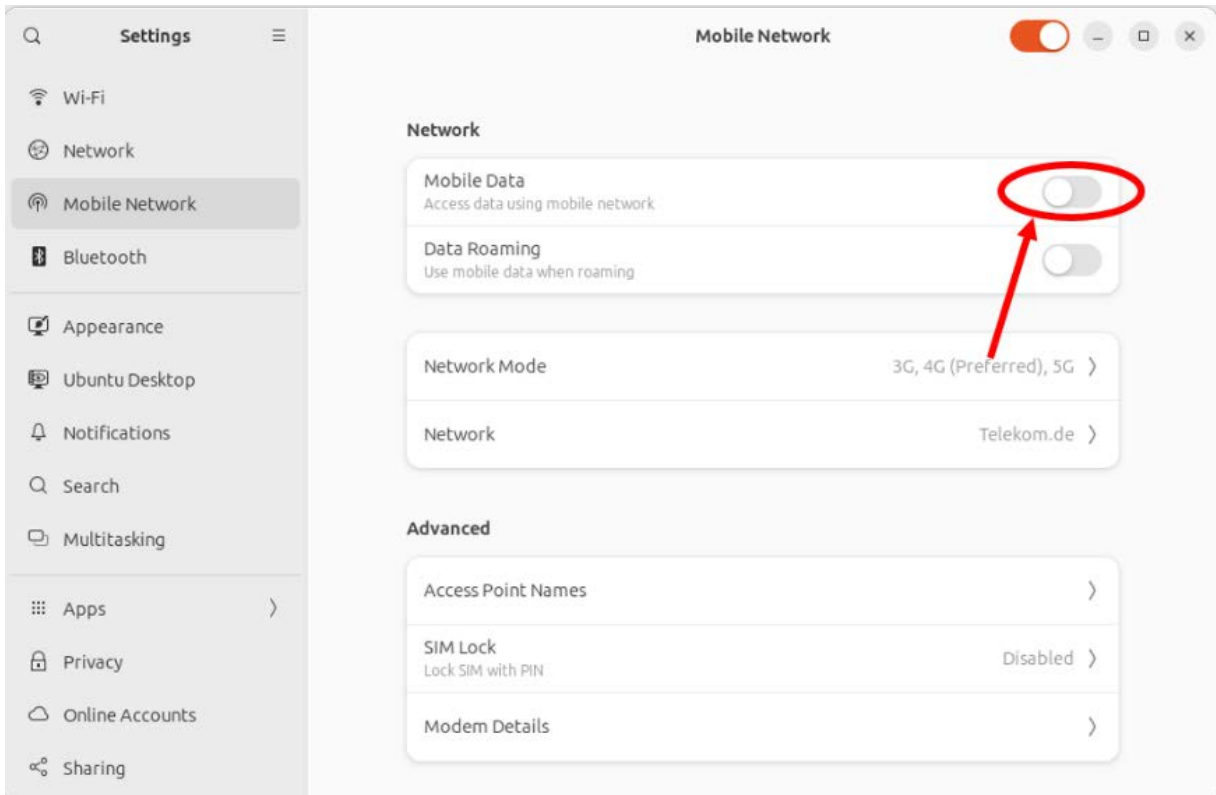 Settings
Mobile Network
Wi-Fi
Network
Mobile Network
Bluetooth
Appearance
Ubuntu Desktop
Notifications
Search
Multitasking
Apps
Privacy
Online Accounts
Sharing
Network
Mobile Data
Access data using mobile network
Data Roaming
Use mobile data when roaming
Network Mode 3G, 4G (Preferred), 5G
Network Telekom.de
Advanced
Access Point Names
SIM Lock
Lock SIM with PIN
Disabled
Modem Details